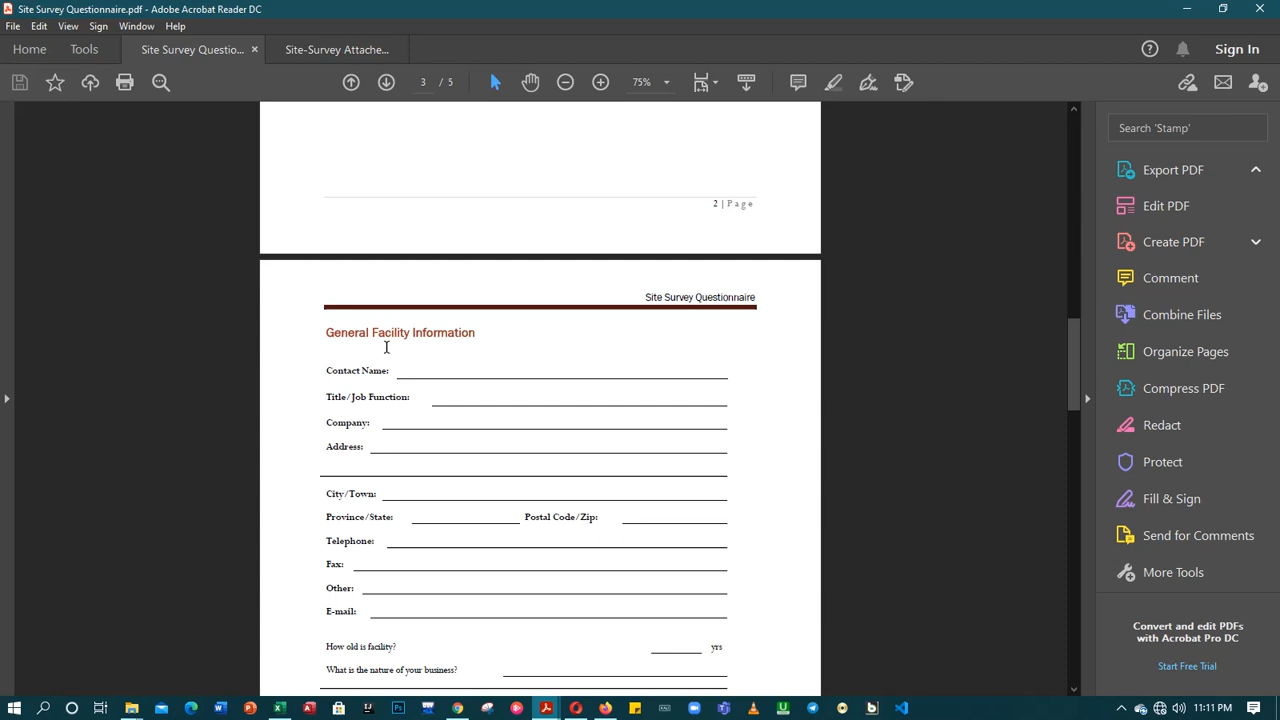 Site Survey Questionnaire.pdf - Adobe Acrobat Reader DC
File Edit View Sign Window Help
Home Tools Site Survey Questio... × Site-Survey Attache... Sign In
3 / 5 75%
Search 'Stamp'
Export PDF
Edit PDF
Create PDF
Comment
Combine Files
Organize Pages
Compress PDF
Redact
Protect
Fill & Sign
Send for Comments
More Tools
Convert and edit PDFs
with Acrobat Pro DC
Start Free Trial
2 | P a g e
Site Survey Questionnaire
General Facility Information
Contact Name:
Title/Job Function:
Company:
Address:
City/Town:
Province/State: Postal Code/Zip:
Telephone:
Fax:
Other:
E-mail:
How old is facility? yrs
What is the nature of your business?
11:11 PM